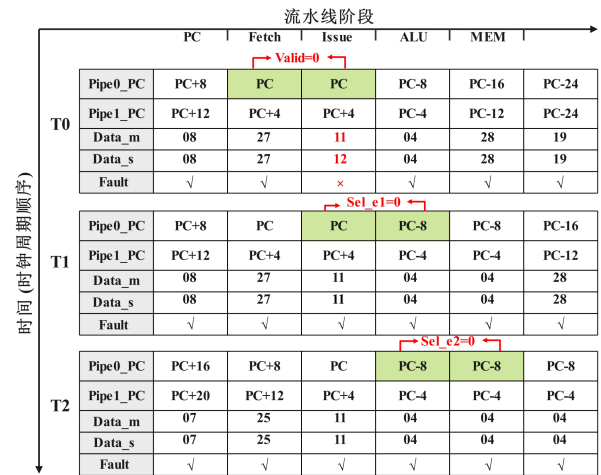 流水线阶段
PC Fetch Issue ALU MEM
Valid=0
Pipe0_PC PC+8 PC PC PC-8 PC-16 PC-24
Pipe1_PC PC+12 PC+4 PC+4 PC-4 PC-12 PC-24
T0
Data_m 08 27 11 04 28 19
Data_s 08 27 12 04 28 19
Fault √ √ × √ √ √
Sel_e1=0
Pipe0_PC PC+8 PC PC PC-8 PC-8 PC-16
Pipe1_PC PC+12 PC+4 PC+4 PC-4 PC-4 PC-12
T1
Data_m 08 27 11 04 04 28
Data_s 08 27 11 04 04 28
Fault √ √ √ √ √ √
Sel_e2=0
Pipe0_PC PC+16 PC+8 PC PC-8 PC-8 PC-8
Pipe1_PC PC+20 PC+12 PC+4 PC-4 PC-4 PC-4
T2
Data_m 07 25 11 04 04 04
Data_s 07 25 11 04 04 04
Fault √ √ √ √ √ √
时间(时钟周期顺序)